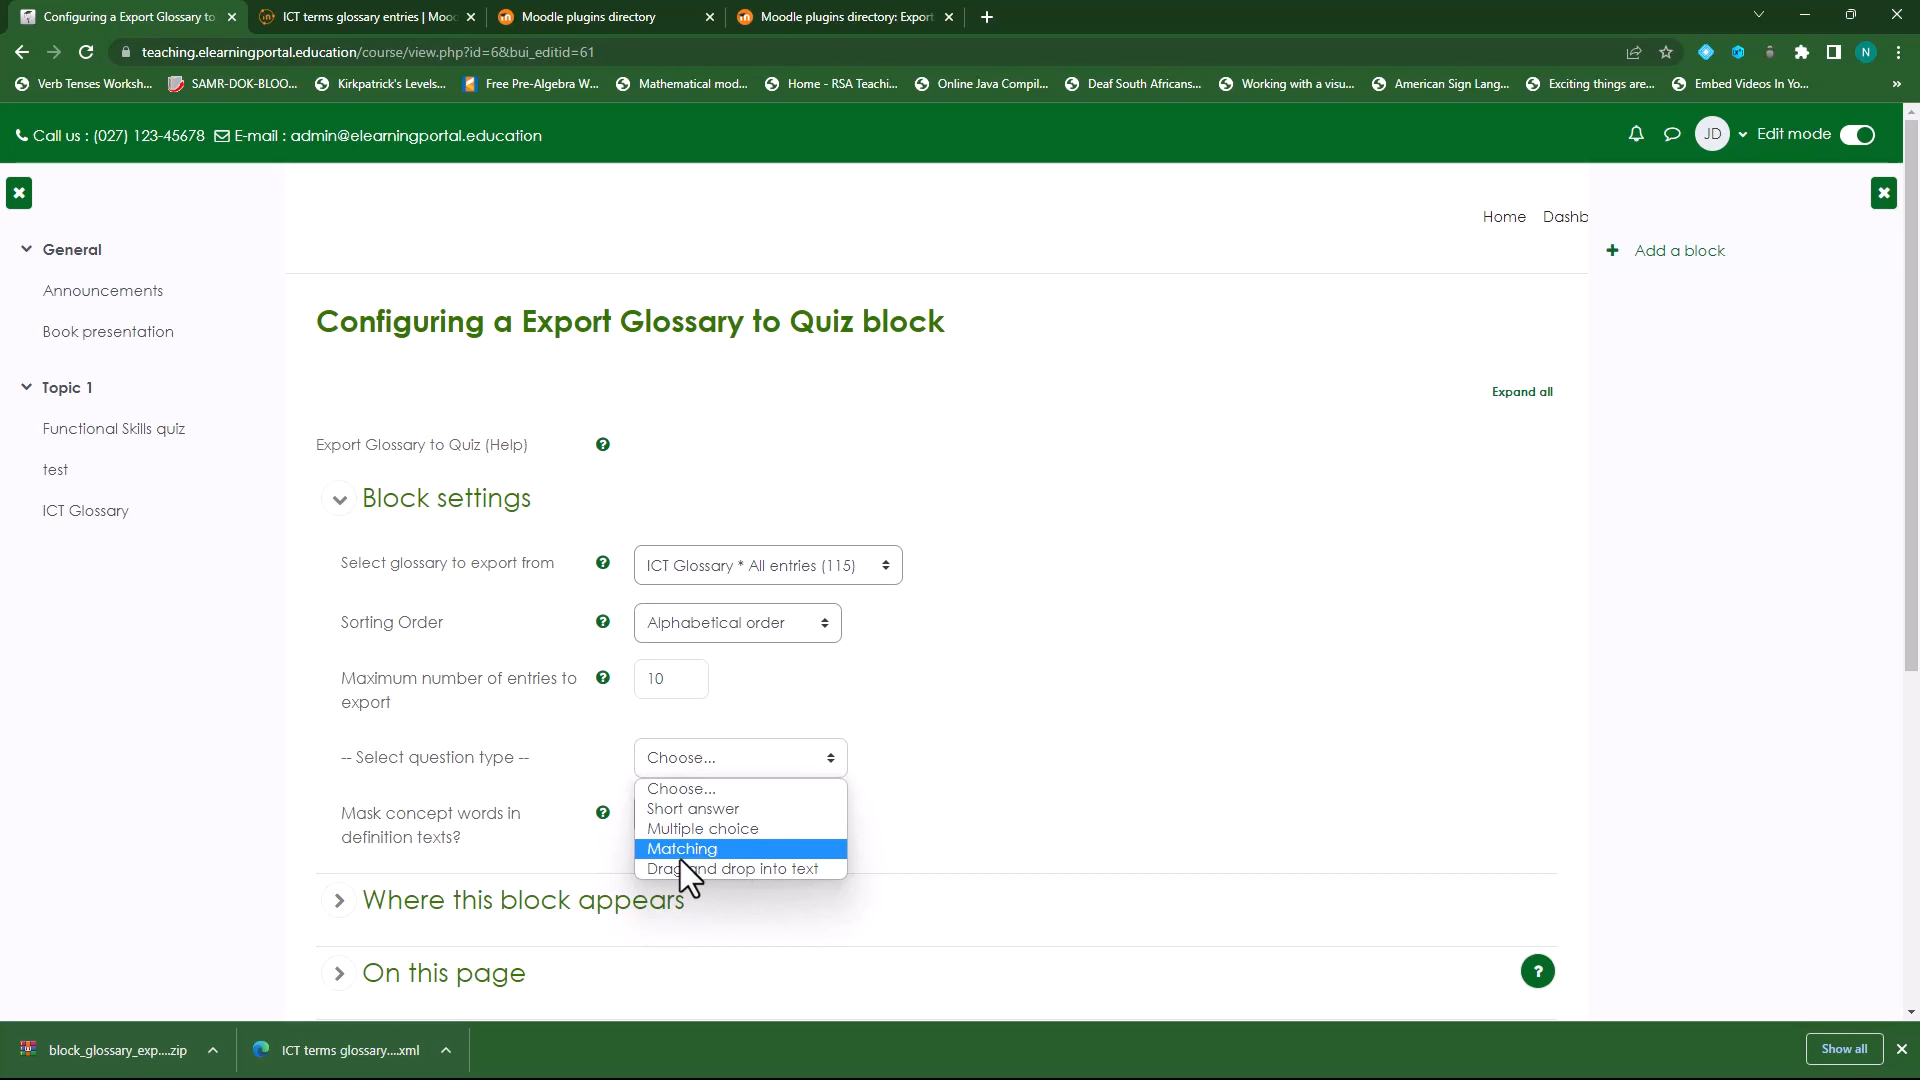 Configuring a Export Glossary to
ICT terms glossary entries | Mooc
Moodle plugins directory
Moodle plugins directory: Export
teaching.elearningportal.education/course/view.php?id=6&bui_editid=61
N
Verb Tenses Worksh...
SAMR-DOK-BLOO...
Kirkpatrick's Levels...
Free Pre-Algebra W...
Mathematical mod...
Home - RSA Teachi...
Online Java Compil...
Deaf South Africans...
Working with a visu...
American Sign Lang...
Exciting things are...
Embed Videos In Yo...
»
Call us : (027) 123-45678 E-mail : admin@elearningportal.education
JD
Edit mode
General
Announcements
Book presentation
Topic 1
Functional Skills quiz
test
ICT Glossary
Home Dashb
+ Add a block
Configuring a Export Glossary to Quiz block
Expand all
Export Glossary to Quiz (Help) ?
Block settings
Select glossary to export from ? ICT Glossary * All entries (115)
Sorting Order ? Alphabetical order
Maximum number of entries to ? 10
export
-- Select question type -- Choose...
Choose...
Short answer
Multiple choice
Matching
Drag and drop into text
Mask concept words in ?
definition texts?
Where this block appears
On this page
?
block_glossary_exp....zip
ICT terms glossary....xml
Show all